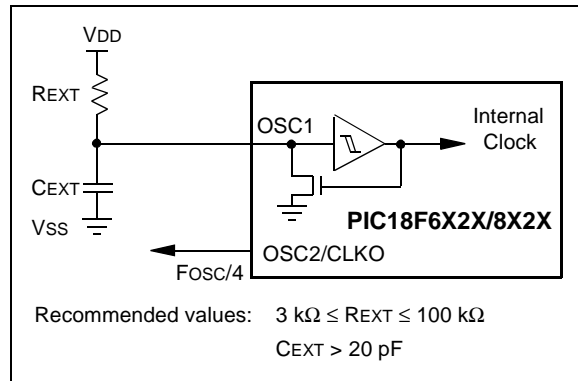 VDD
REXT
OSC1
Internal
Clock
CEXT
VSS
PIC18F6X2X/8X2X
OSC2/CLKO
FOSC/4
Recommended values: 3 kΩ ≤ REXT ≤ 100 kΩ
CEXT > 20 pF